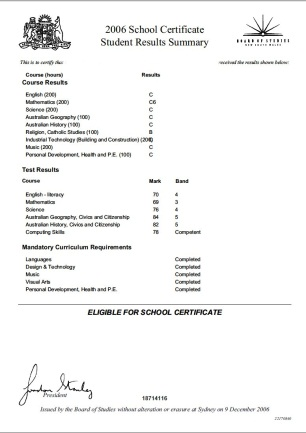 2006 School Certificate
Student Results Summary
BOARD OF STUDIES
NEW SOUTH WALES
This is to certify that
received the results shown below:
Course (hours) Results
Course Results
English (200) C
Mathematics (200) C6
Science (200) C
Australian Geography (100) C
Australian History (100) C
Religion, Catholic Studies (100) B
Industrial Technology (Building and Construction) (200) C
Music (200) C
Personal Development, Health and P.E. (100) C
Test Results
Course Mark Band
English - literacy 70 4
Mathematics 69 3
Science 76 4
Australian Geography, Civics and Citizenship 84 5
Australian History, Civics and Citizenship 82 5
Computing Skills 78 Competent
Mandatory Curriculum Requirements
Languages Completed
Design & Technology Completed
Music Completed
Visual Arts Completed
Personal Development, Health and P.E. Completed
ELIGIBLE FOR SCHOOL CERTIFICATE
Gordon Stanley
President
18714116
Issued by the Board of Studies without alteration or erasure at Sydney on 9 December 2006